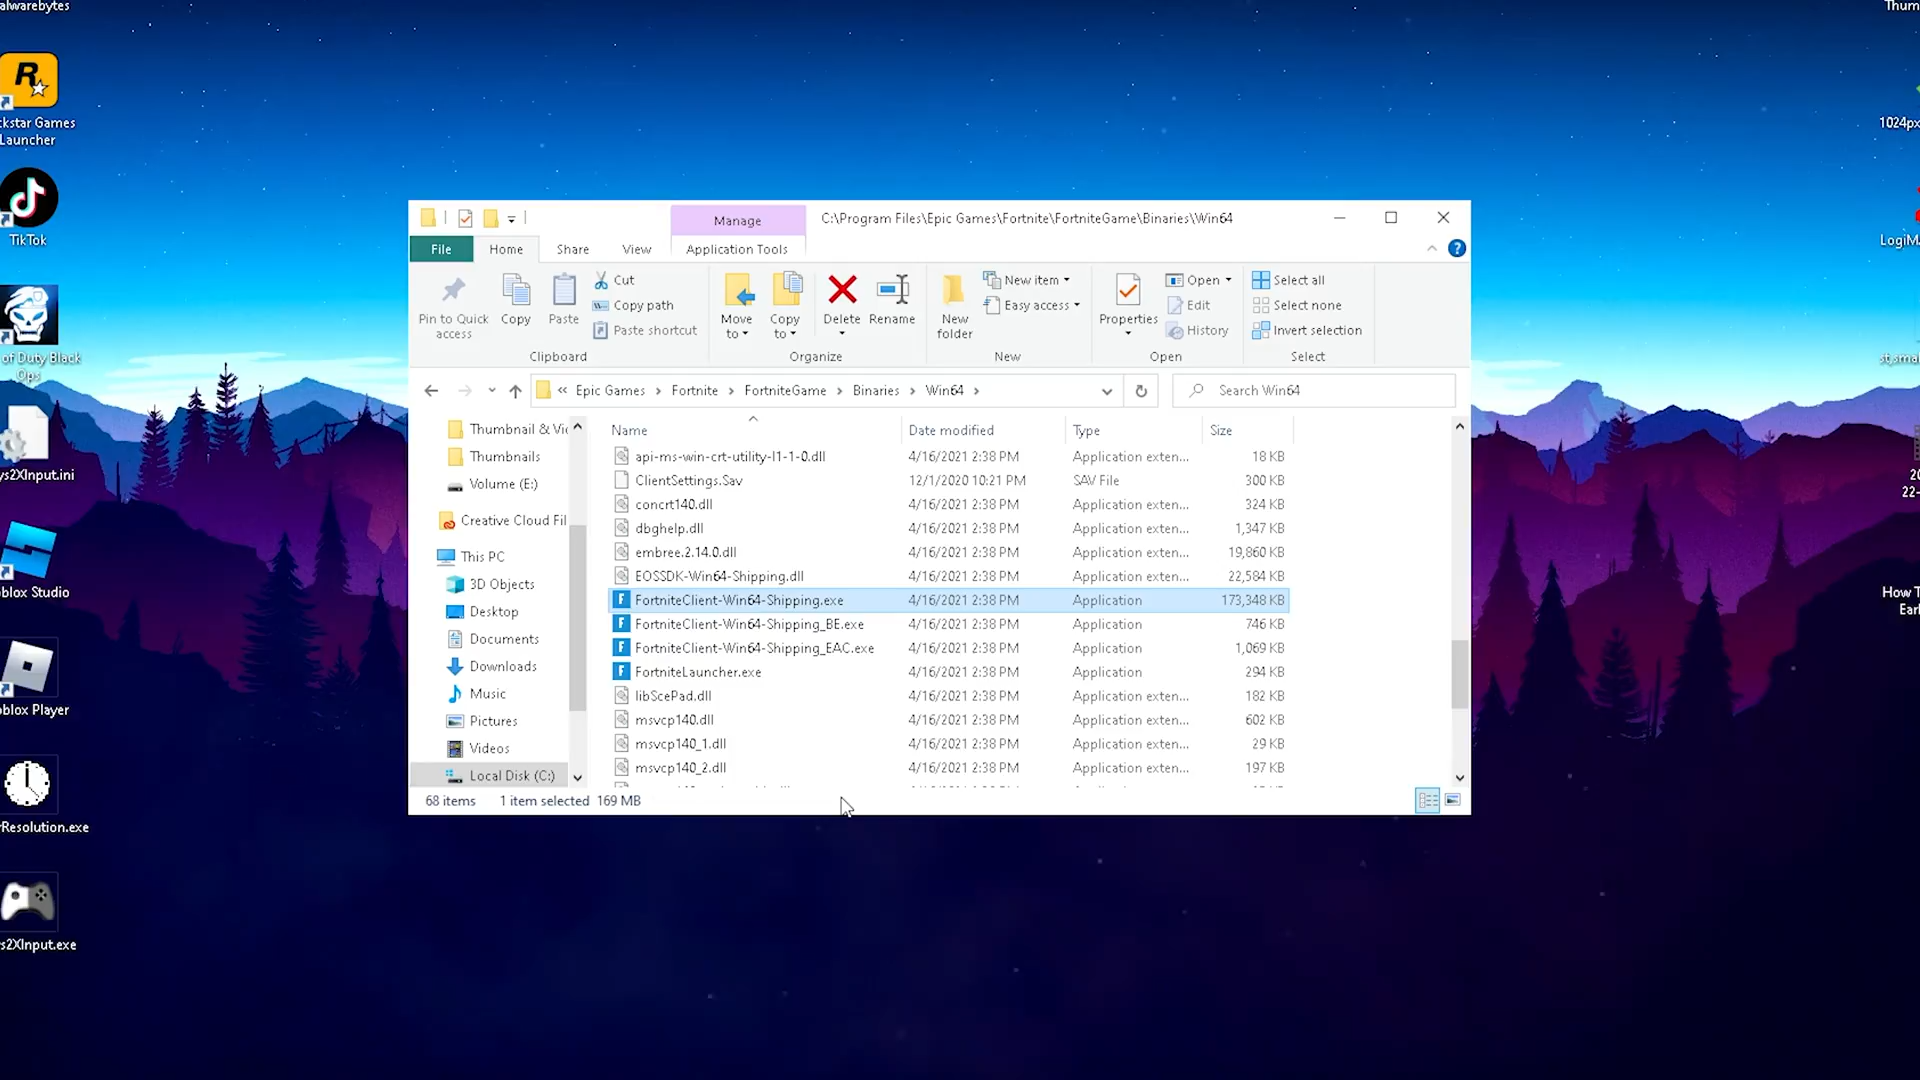 alwarebytes
Thum
ckstar Games
Launcher
1024px
TikTok
LogiM
of Duty Black
Ops
st,smal
ys2XInput.ini
20
22-
oblox Studio
How T
Earl
oblox Player
rResolution.exe
s2XInput.exe
Manage
C:\Program Files\Epic Games\Fortnite\FortniteGame\Binaries\Win64
File
Home
Share
View
Application Tools
Pin to Quick
access
Copy
Paste
Cut
Copy path
Paste shortcut
Move
to
Copy
to
Delete
Rename
New
folder
New item
Easy access
Properties
Open
Edit
History
Select all
Select none
Invert selection
Clipboard
Organize
New
Open
Select
« Epic Games › Fortnite › FortniteGame › Binaries › Win64 ›
Search Win64
Thumbnail & Vi
Thumbnails
Volume (E:)
Creative Cloud Fil
This PC
3D Objects
Desktop
Documents
Downloads
Music
Pictures
Videos
Local Disk (C:)
Name Date modified Type Size
api-ms-win-crt-utility-l1-1-0.dll 4/16/2021 2:38 PM Application exten... 18 KB
ClientSettings.Sav 12/1/2020 10:21 PM SAV File 300 KB
concrt140.dll 4/16/2021 2:38 PM Application exten... 324 KB
dbghelp.dll 4/16/2021 2:38 PM Application exten... 1,347 KB
embree.2.14.0.dll 4/16/2021 2:38 PM Application exten... 19,860 KB
EOSSDK-Win64-Shipping.dll 4/16/2021 2:38 PM Application exten... 22,584 KB
FortniteClient-Win64-Shipping.exe 4/16/2021 2:38 PM Application 173,348 KB
FortniteClient-Win64-Shipping_BE.exe 4/16/2021 2:38 PM Application 746 KB
FortniteClient-Win64-Shipping_EAC.exe 4/16/2021 2:38 PM Application 1,069 KB
FortniteLauncher.exe 4/16/2021 2:38 PM Application 294 KB
libScePad.dll 4/16/2021 2:38 PM Application exten... 182 KB
msvcp140.dll 4/16/2021 2:38 PM Application exten... 602 KB
msvcp140_1.dll 4/16/2021 2:38 PM Application exten... 29 KB
msvcp140_2.dll 4/16/2021 2:38 PM Application exten... 197 KB
68 items 1 item selected 169 MB